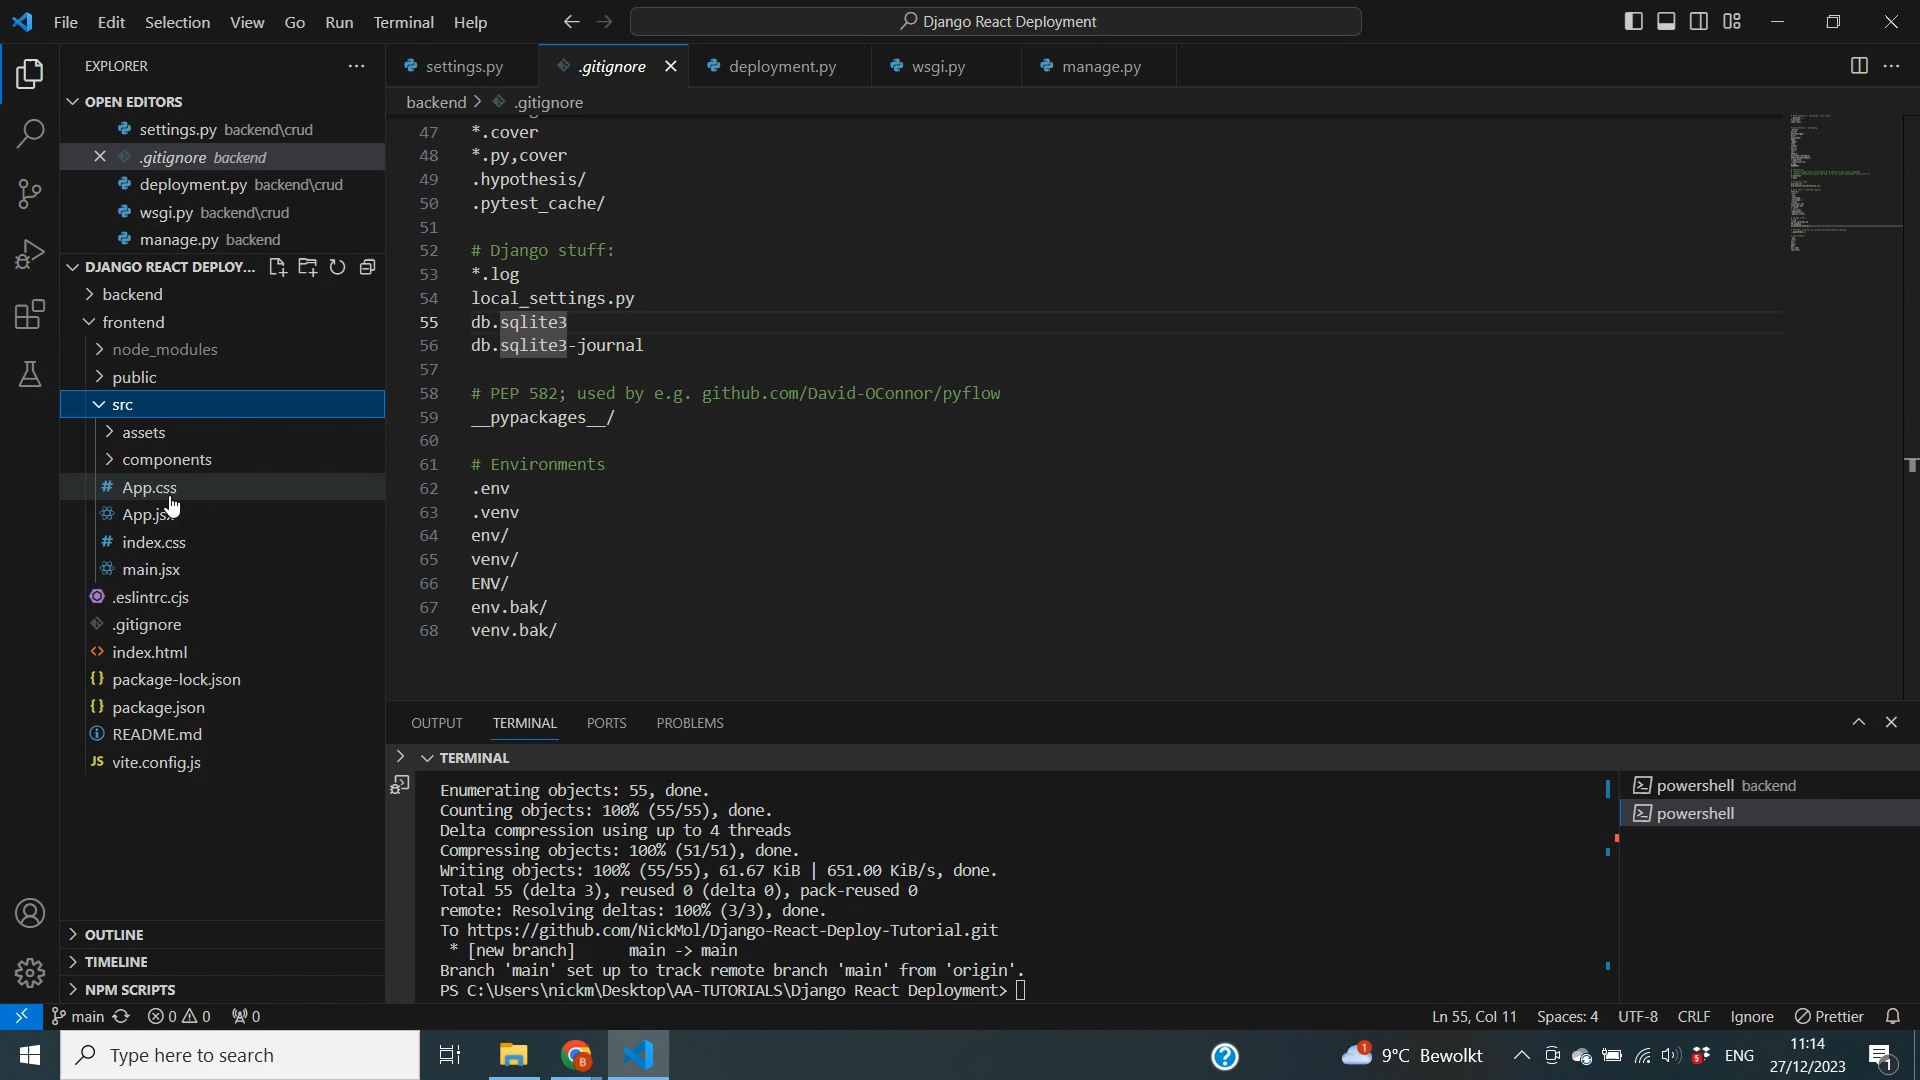 File Edit Selection View Go Run Terminal Help
Django React Deployment
EXPLORER
OPEN EDITORS
settings.py backend\crud
.gitignore backend
deployment.py backend\crud
wsgi.py backend\crud
manage.py backend
DJANGO REACT DEPLOY...
backend
frontend
node_modules
public
src
assets
components
App.css
App.jsx
index.css
main.jsx
.eslintrc.cjs
.gitignore
index.html
package-lock.json
package.json
README.md
vite.config.js
OUTLINE
TIMELINE
NPM SCRIPTS
settings.py .gitignore deployment.py wsgi.py manage.py
backend > .gitignore
47 *.cover
48 *.py,cover
49 .hypothesis/
50 .pytest_cache/
51
52 # Django stuff:
53 *.log
54 local_settings.py
55 db.sqlite3
56 db.sqlite3-journal
57
58 # PEP 582; used by e.g. github.com/David-OConnor/pyflow
59 __pypackages__/
60
61 # Environments
62 .env
63 .venv
64 env/
65 venv/
66 ENV/
67 env.bak/
68 venv.bak/
OUTPUT TERMINAL PORTS PROBLEMS
TERMINAL
Enumerating objects: 55, done.
Counting objects: 100% (55/55), done.
Delta compression using up to 4 threads
Compressing objects: 100% (51/51), done.
Writing objects: 100% (55/55), 61.67 KiB | 651.00 KiB/s, done.
Total 55 (delta 3), reused 0 (delta 0), pack-reused 0
remote: Resolving deltas: 100% (3/3), done.
To https://github.com/NickMol/Django-React-Deploy-Tutorial.git
* [new branch] main -> main
Branch 'main' set up to track remote branch 'main' from 'origin'.
PS C:\Users\nickm\Desktop\AA-TUTORIALS\Django React Deployment>
powershell backend
powershell
main 0 0 0 Ln 55, Col 11 Spaces: 4 UTF-8 CRLF Ignore Prettier
Type here to search
1 9°C Bewolkt ENG
11:14
27/12/2023
1